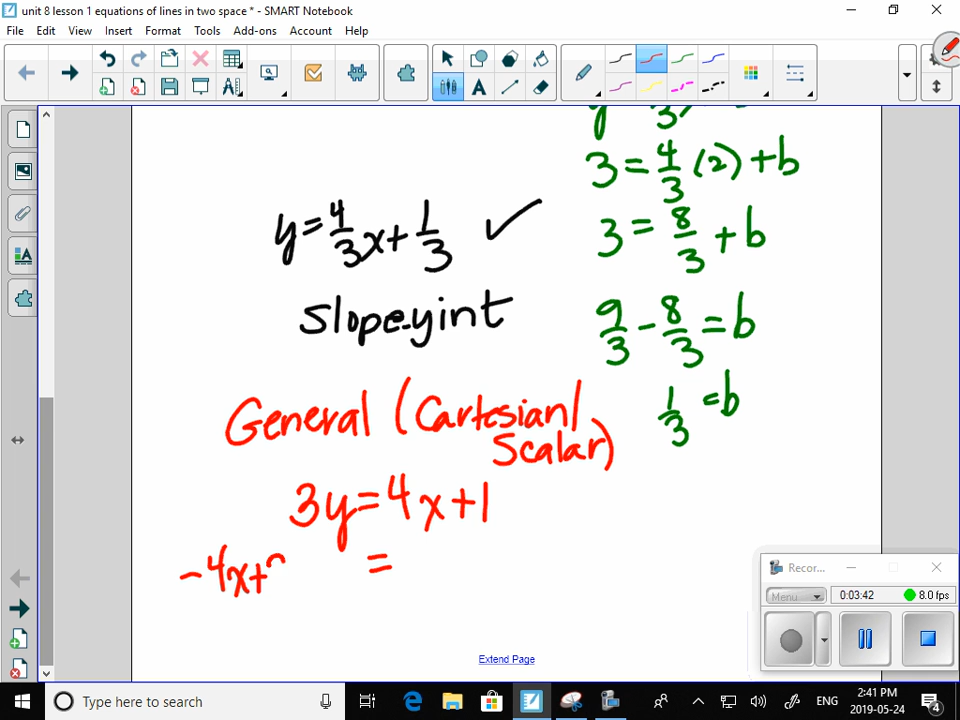 unit 8 lesson 1 equations of lines in two space * - SMART Notebook
File Edit View Insert Format Tools Add-ons Account Help
3 = 4/3 (2) + b
y = 4/3 x + 1/3 ✓
3 = 8/3 + b
slope-y int
9/3 - 8/3 = b
1/3 = b
General (Cartesian/
Scalar)
3y = 4x + 1
-4x+ =
Recor...
Menu
0:03:42
8.0 fps
Extend Page
Type here to search
ENG
2:41 PM
2019-05-24
4